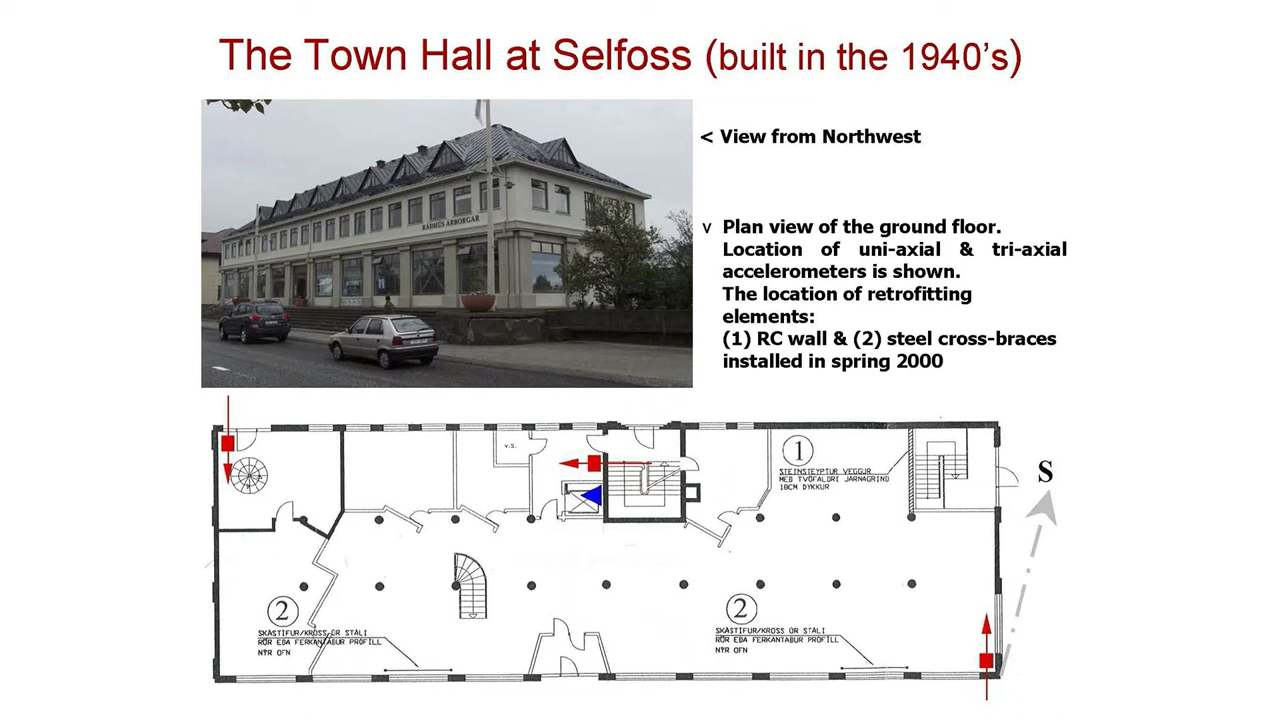 The Town Hall at Selfoss (built in the 1940's)
RÁÐHÚS ÁRBORGAR
< View from Northwest
v Plan view of the ground floor.
Location of uni-axial & tri-axial
accelerometers is shown.
The location of retrofitting
elements:
(1) RC wall & (2) steel cross-braces
installed in spring 2000
V.S.
1
STEINSTEYPTUR VEGGUR
MEÐ TVÖFALDRI JÁRNAGRIND
18CM ÞYKKUR
S
2
SKÁSTÍFUR/KROSS ÚR STÁLI
RÖR EÐA FERKANTAÐUR PRÓFÍLL
NÝR OFN
2
SKÁSTÍFUR/KROSS ÚR STÁLI
RÖR EÐA FERKANTAÐUR PRÓFÍLL
NÝR OFN